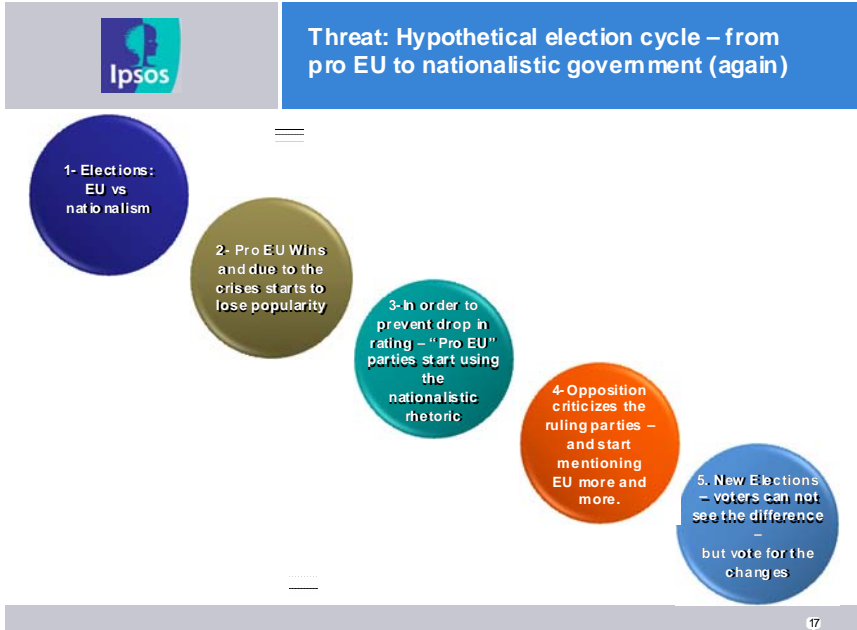 Ipsos
Threat: Hypothetical election cycle – from
pro EU to nationalistic government (again)
1- Elections:
EU vs
nationalism
2- Pro EU Wins
and due to the
crises starts to
lose popularity
3-In order to
prevent drop in
rating – “Pro EU”
parties start using
the
nationalistic
rhetoric
4-Opposition
criticizes the
ruling parties –
and start
mentioning
EU more and
more.
5. New Elections
– voters can not
see the difference
–
but vote for the
changes
17